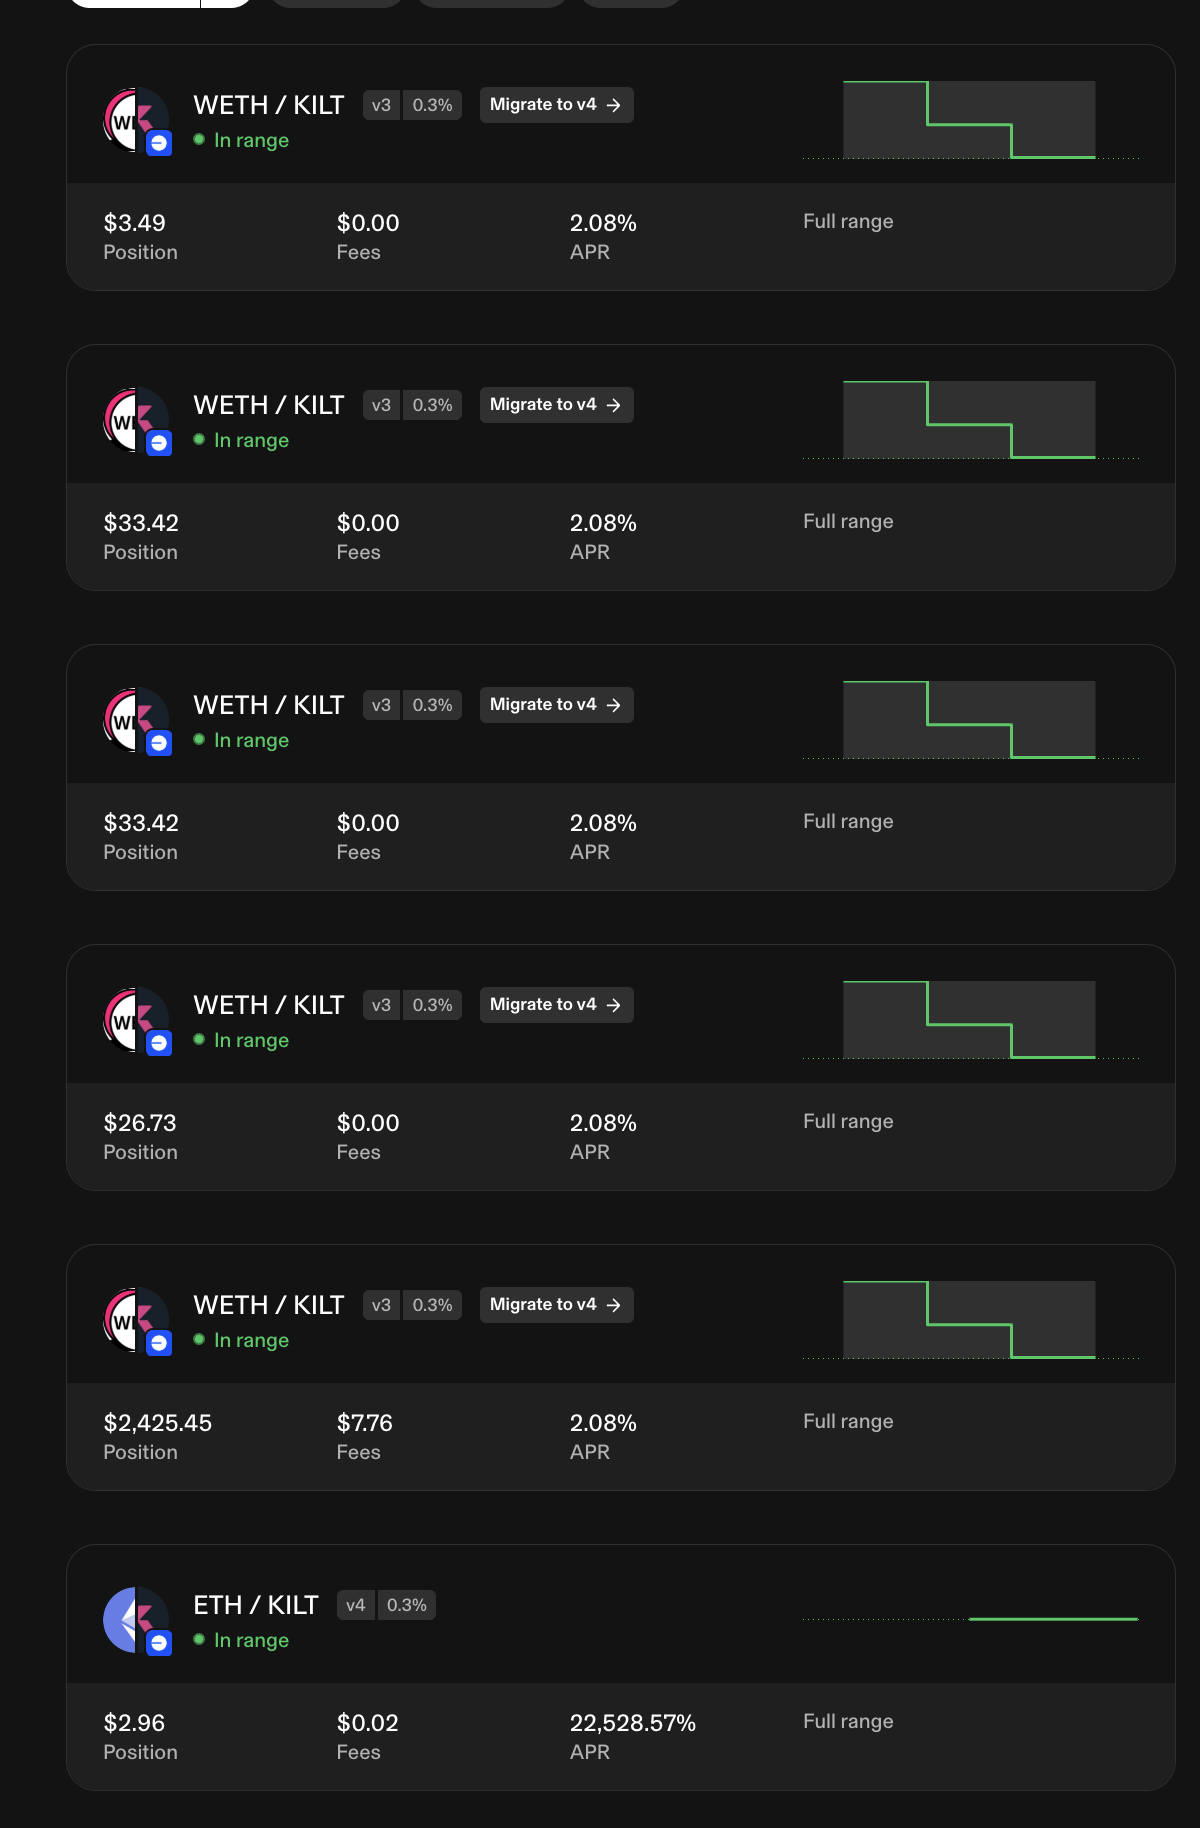 WETH / KILT v3 0.3% Migrate to v4 →
In range
$3.49 $0.00 2.08% Full range
Position Fees APR
WETH / KILT v3 0.3% Migrate to v4 →
In range
$33.42 $0.00 2.08% Full range
Position Fees APR
WETH / KILT v3 0.3% Migrate to v4 →
In range
$33.42 $0.00 2.08% Full range
Position Fees APR
WETH / KILT v3 0.3% Migrate to v4 →
In range
$26.73 $0.00 2.08% Full range
Position Fees APR
WETH / KILT v3 0.3% Migrate to v4 →
In range
$2,425.45 $7.76 2.08% Full range
Position Fees APR
ETH / KILT v4 0.3%
In range
$2.96 $0.02 22,528.57% Full range
Position Fees APR